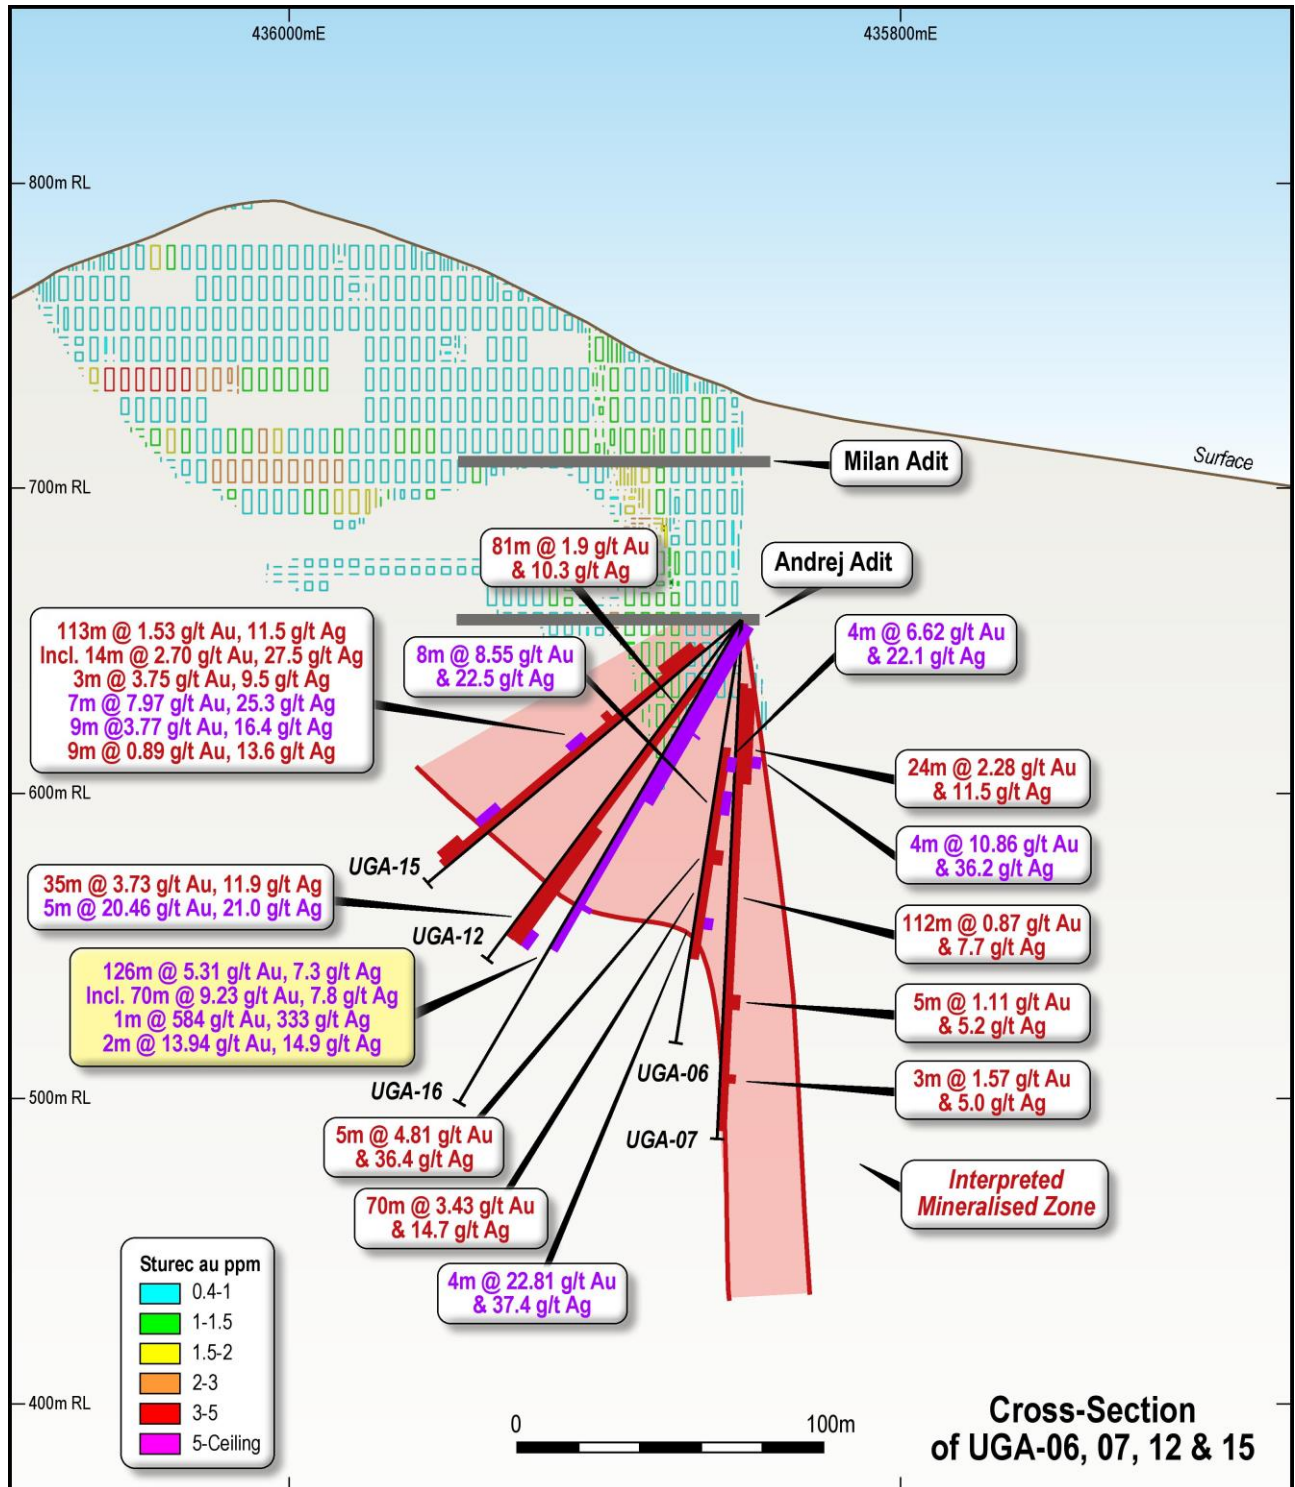 436000mE
435800mE
800m RL
Surface
Milan Adit
700m RL
81m @ 1.9 g/t Au
& 10.3 g/t Ag
Andrej Adit
113m @ 1.53 g/t Au, 11.5 g/t Ag
Incl. 14m @ 2.70 g/t Au, 27.5 g/t Ag
3m @ 3.75 g/t Au, 9.5 g/t Ag
7m @ 7.97 g/t Au, 25.3 g/t Ag
9m @3.77 g/t Au, 16.4 g/t Ag
9m @ 0.89 g/t Au, 13.6 g/t Ag
8m @ 8.55 g/t Au
& 22.5 g/t Ag
4m @ 6.62 g/t Au
& 22.1 g/t Ag
24m @ 2.28 g/t Au
& 11.5 g/t Ag
600m RL
4m @ 10.86 g/t Au
& 36.2 g/t Ag
UGA-15
35m @ 3.73 g/t Au, 11.9 g/t Ag
5m @ 20.46 g/t Au, 21.0 g/t Ag
UGA-12
112m @ 0.87 g/t Au
& 7.7 g/t Ag
126m @ 5.31 g/t Au, 7.3 g/t Ag
Incl. 70m @ 9.23 g/t Au, 7.8 g/t Ag
1m @ 584 g/t Au, 333 g/t Ag
2m @ 13.94 g/t Au, 14.9 g/t Ag
5m @ 1.11 g/t Au
& 5.2 g/t Ag
UGA-06
UGA-16
3m @ 1.57 g/t Au
& 5.0 g/t Ag
500m RL
UGA-07
5m @ 4.81 g/t Au
& 36.4 g/t Ag
Interpreted
Mineralised Zone
70m @ 3.43 g/t Au
& 14.7 g/t Ag
4m @ 22.81 g/t Au
& 37.4 g/t Ag
Sturec au ppm
0.4-1
1-1.5
1.5-2
2-3
3-5
5-Ceiling
400m RL
0
100m
Cross-Section
of UGA-06, 07, 12 & 15